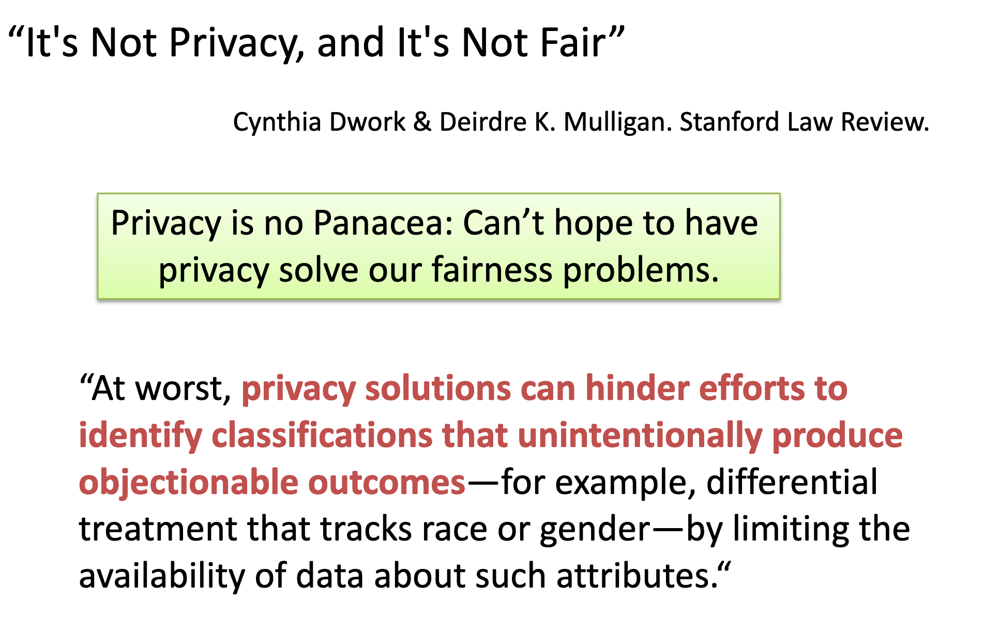 “It's Not Privacy, and It's Not Fair”
Cynthia Dwork & Deirdre K. Mulligan. Stanford Law Review.
Privacy is no Panacea: Can’t hope to have
privacy solve our fairness problems.
“At worst, privacy solutions can hinder efforts to
identify classifications that unintentionally produce
objectionable outcomes—for example, differential
treatment that tracks race or gender—by limiting the
availability of data about such attributes.“